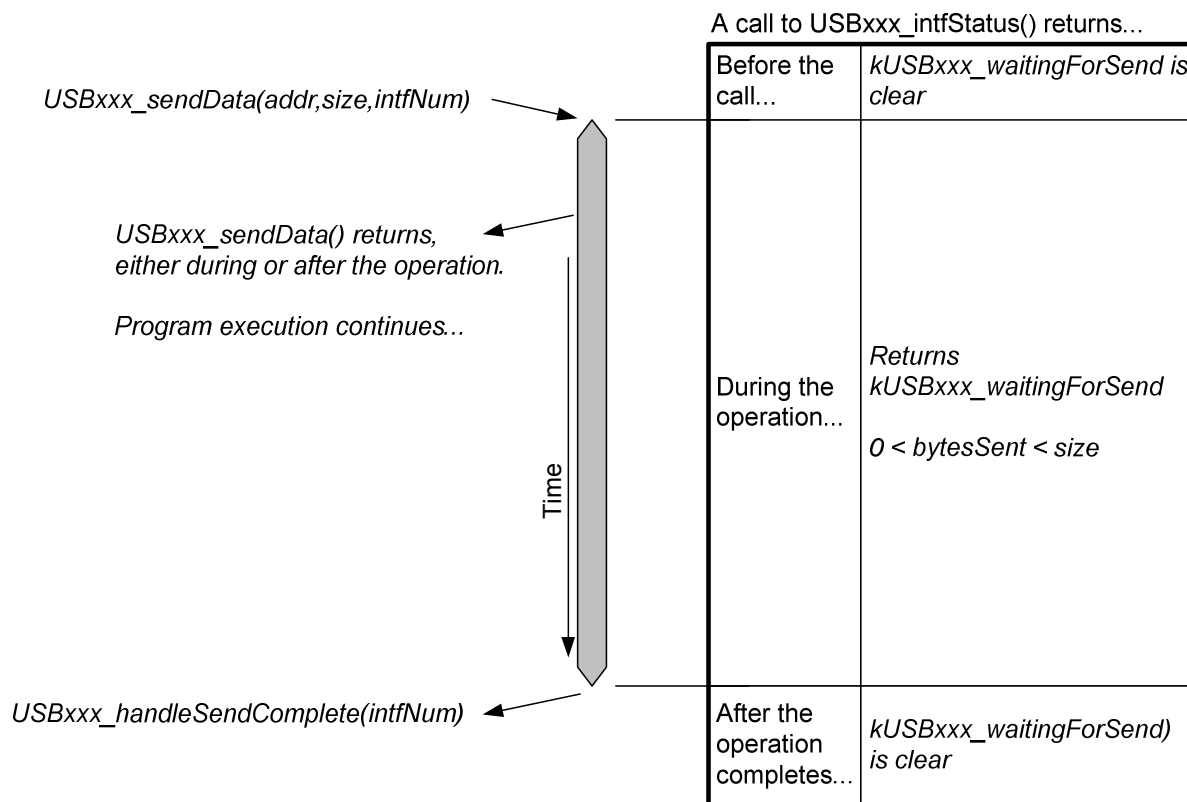 A call to USBxxx_intfStatus() returns...
Before the
call...
kUSBxxx_waitingForSend is
clear
USBxxx_sendData(addr,size,intfNum)
USBxxx_sendData() returns,
either during or after the operation.
Program execution continues...
Time
During the
operation...
Returns
kUSBxxx_waitingForSend
0 < bytesSent < size
USBxxx_handleSendComplete(intfNum)
After the
operation
completes...
kUSBxxx_waitingForSend)
is clear